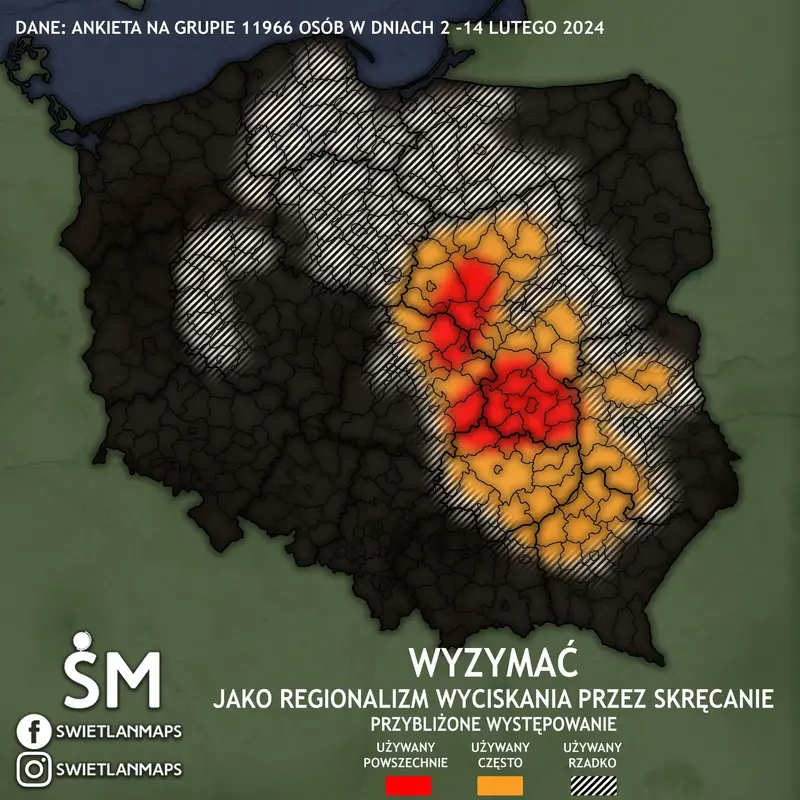 DANE: ANKIETA NA GRUPIE 11966 OSÓB W DNIACH 2 -14 LUTEGO 2024
ŚM
SWIETLANMAPS
SWIETLANMAPS
WYZYMAĆ
JAKO REGIONALIZM WYCISKANIA PRZEZ SKRĘCANIE
PRZYBLIŻONE WYSTĘPOWANIE
UŻYWANY POWSZECHNIE
UŻYWANY CZĘSTO
UŻYWANY RZADKO